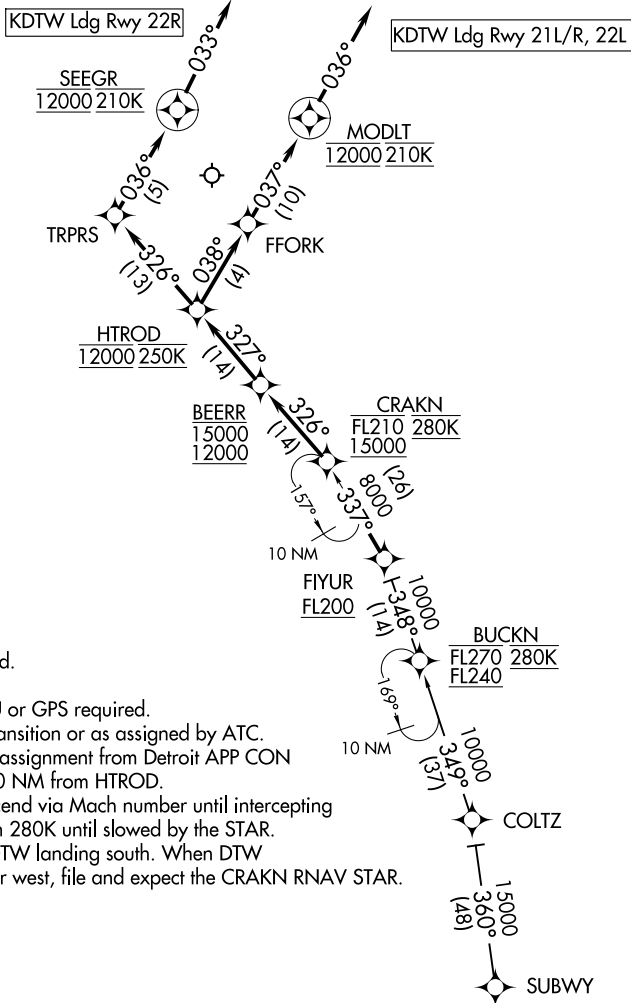 KDTW Ldg Rwy 22R
033°
036°
KDTW Ldg Rwy 21L/R, 22L
SEEGR
12000 210K
MODLT
12000 210K
036°
(5)
037°
(10)
TRPRS
FFORK
326°
(13)
038°
(4)
HTROD
12000 250K
327°
(14)
BEERR
15000
12000
326°
(14)
CRAKN
FL210 280K
15000
(26)
8000
337°
157°
10 NM
FIYUR
FL200
10000
348°
(14)
BUCKN
FL270 280K
FL240
169°
10 NM
10000
349°
(37)
COLTZ
15000
360°
(48)
SUBWY
d.
or GPS required.
ransition or as assigned by ATC.
assignment from Detroit APP CON
0 NM from HTROD.
cend via Mach number until intercepting
280K until slowed by the STAR.
TW landing south. When DTW
r west, file and expect the CRAKN RNAV STAR.